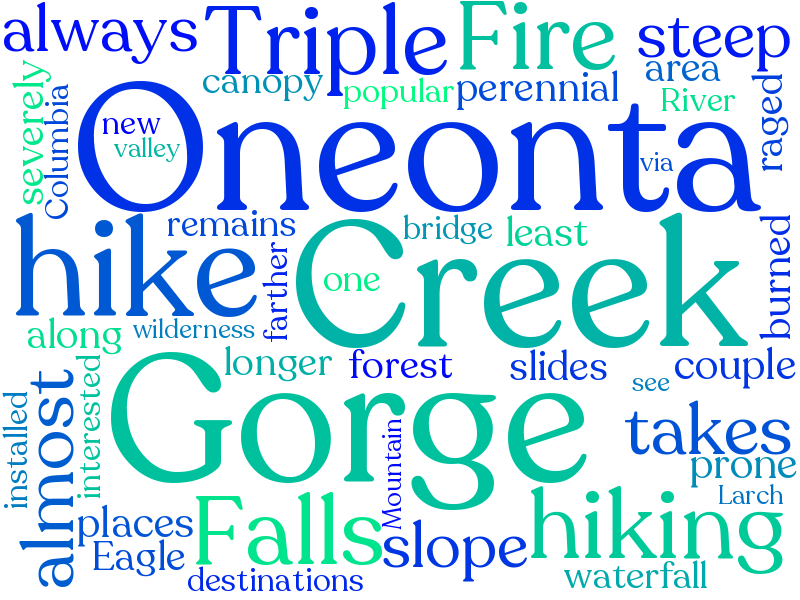 always
Triple
Fire
steep
canopy
popular
perennial
area
River
severely
Columbia
new
valley
Oneonta
via
raged
hike
remains
bridge
least
farther
one
Creek
burned
along
wilderness
longer
forest
slides
see
couple
installed
almost
interested
Gorge
Mountain
takes
prone
Larch
places
Eagle
Falls
slope
hiking
destinations
waterfall